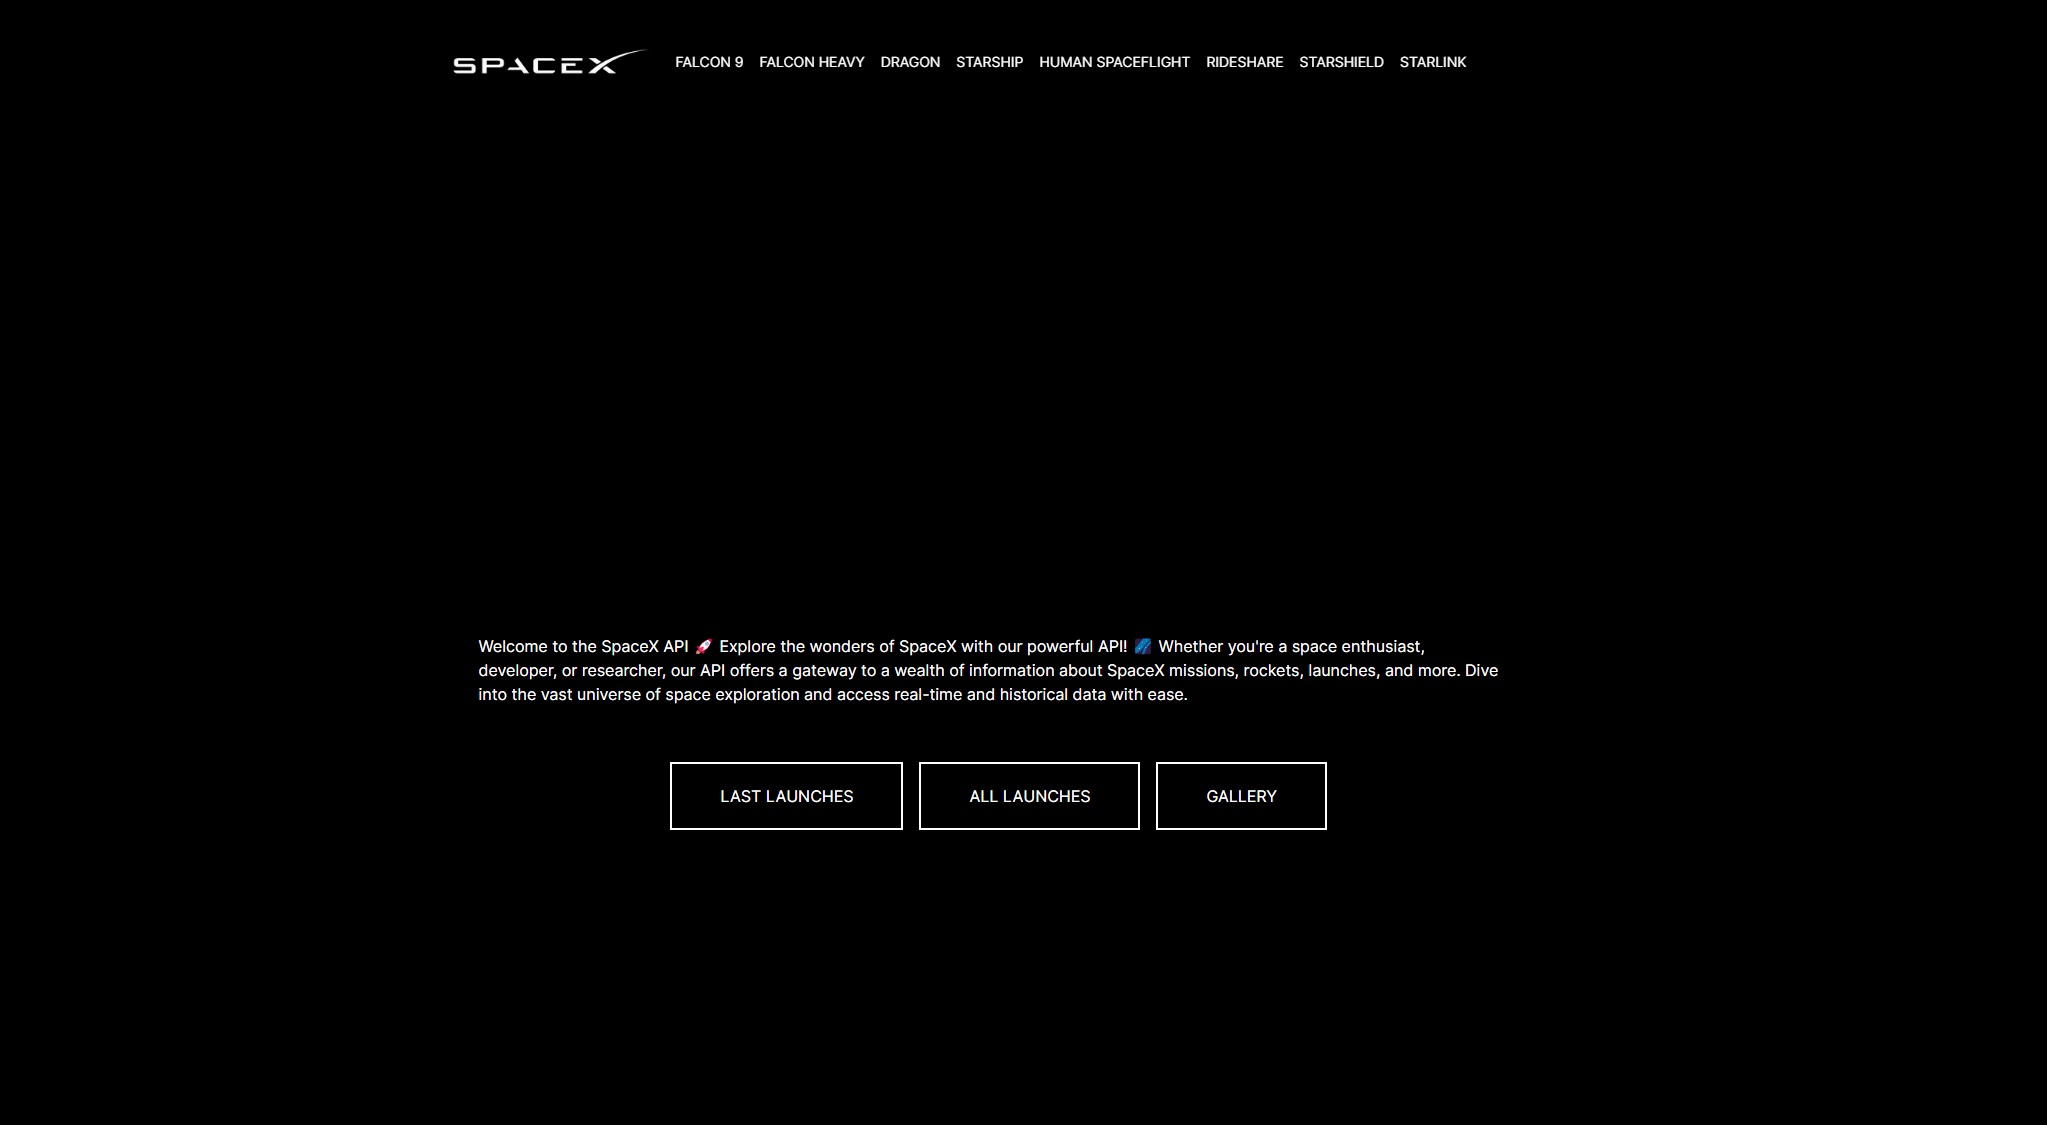 SPACEX FALCON 9 FALCON HEAVY DRAGON STARSHIP HUMAN SPACEFLIGHT RIDESHARE STARSHIELD STARLINK
Welcome to the SpaceX API 🚀 Explore the wonders of SpaceX with our powerful API! 🌌 Whether you're a space enthusiast,
developer, or researcher, our API offers a gateway to a wealth of information about SpaceX missions, rockets, launches, and more. Dive
into the vast universe of space exploration and access real-time and historical data with ease.
LAST LAUNCHES ALL LAUNCHES GALLERY